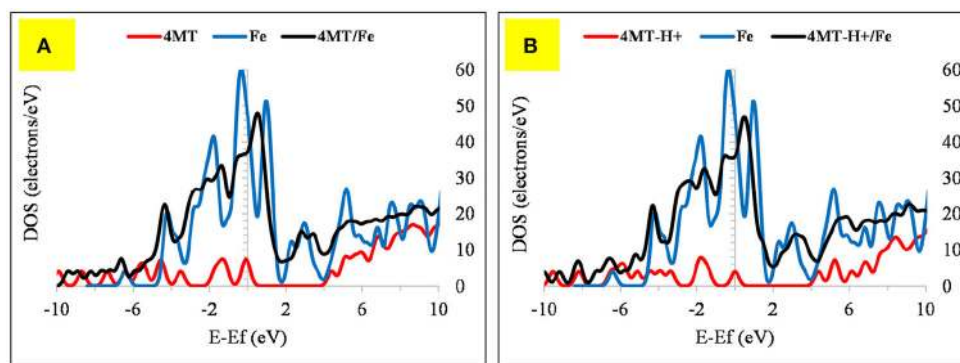 A
4MT Fe 4MT/Fe
DOS (electrons/eV)
60
50
40
30
20
10
0
-10 -6 -2 2 6 10
E-Ef (eV)
B
4MT-H+ Fe 4MT-H+/Fe
DOS (electrons/eV)
60
50
40
30
20
10
0
-10 -6 -2 2 6 10
E-Ef (eV)